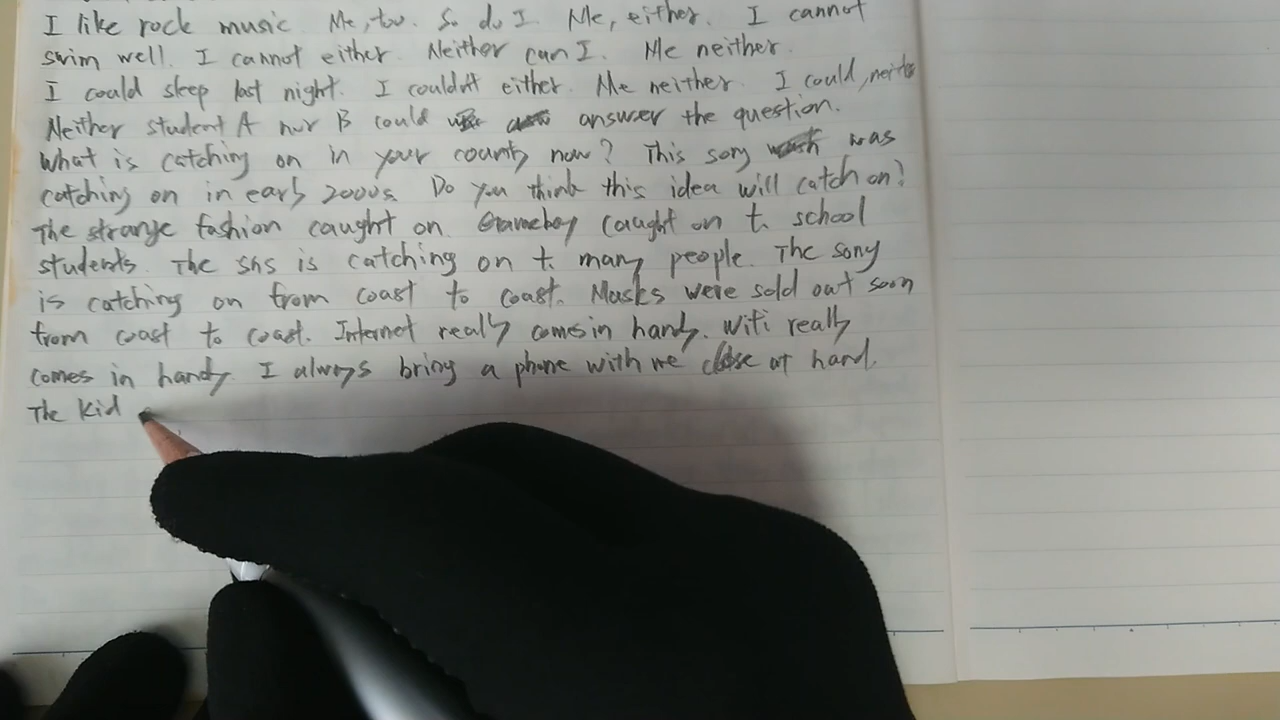 I like rock music. Me, too. So do I. Me, either. I cannot
swim well. I cannot either. Neither can I. Me neither.
I could sleep last night. I couldn't either. Me neither. I could, neither
Neither student A nor B could answer the question.
What is catching on in your county now? This song was
catching on in early 2000s. Do you think this idea will catch on?
The strange fashion caught on. Gameboy caught on to school
students. The sns is catching on to many people. The song
is catching on from coast to coast. Masks were sold out soon
from coast to coast. Internet really comes in handy. Wifi really
comes in handy. I always bring a phone with me close at hand.
The kid